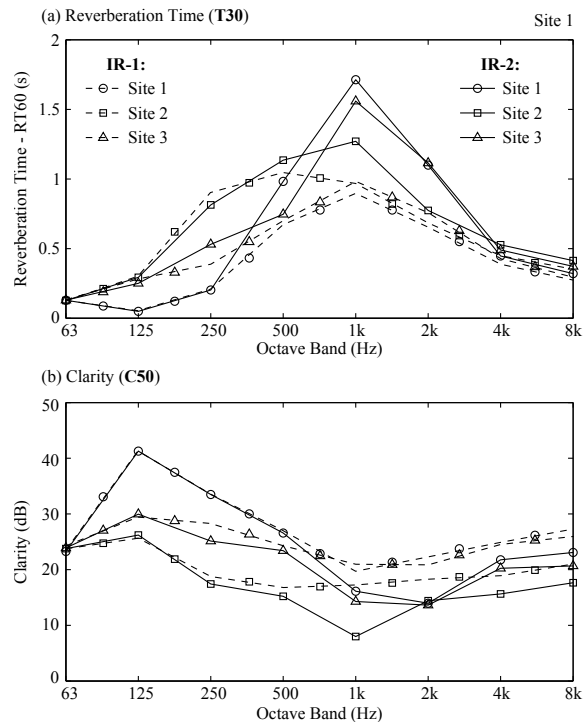 (a) Reverberation Time (T30)
Site 1
IR-1:
Site 1
Site 2
Site 3
IR-2:
Site 1
Site 2
Site 3
Reverberation Time - RT60 (s)
2
1.5
1
0.5
0
63 125 250 500 1k 2k 4k 8k
Octave Band (Hz)
(b) Clarity (C50)
Clarity (dB)
50
40
30
20
10
0
63 125 250 500 1k 2k 4k 8k
Octave Band (Hz)